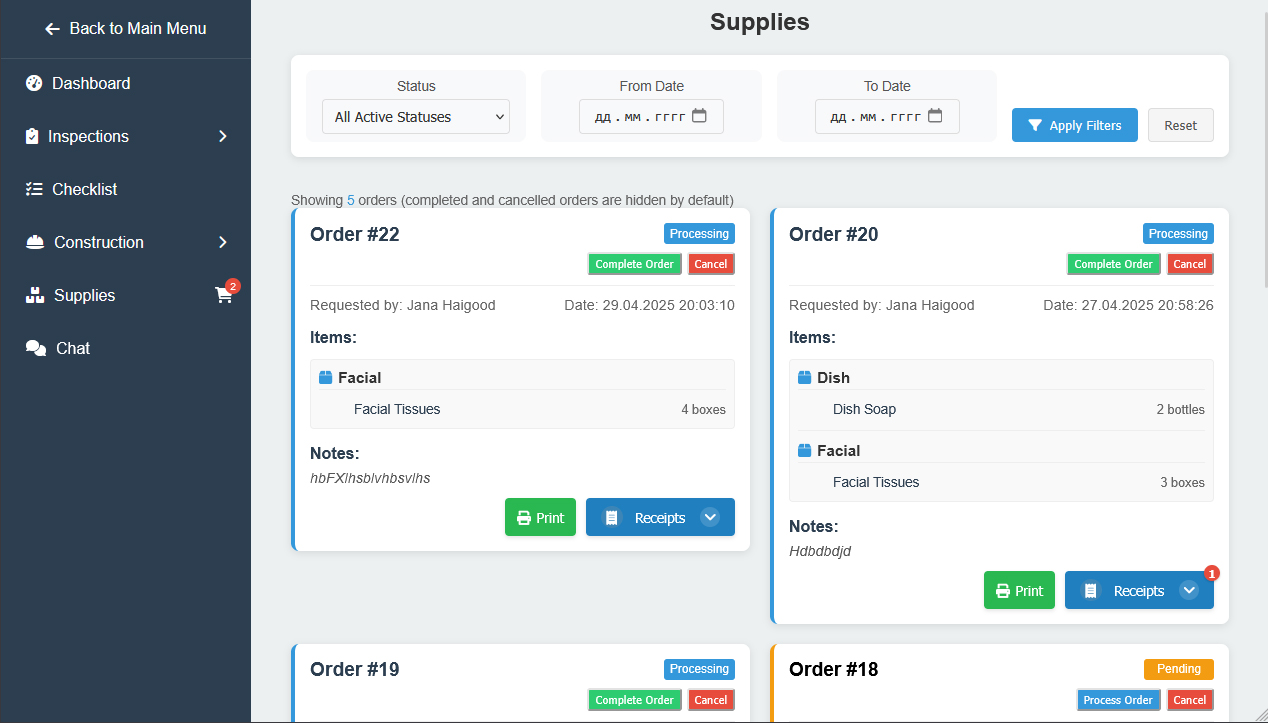 Back to Main Menu
Dashboard
Inspections
Checklist
Construction
Supplies 2
Chat
Supplies
Status
All Active Statuses
From Date
дд.мм.гггг
To Date
дд.мм.гггг
Apply Filters
Reset
Showing 5 orders (completed and cancelled orders are hidden by default)
Order #22 Processing
Complete Order Cancel
Requested by: Jana Haigood Date: 29.04.2025 20:03:10
Items:
Facial
Facial Tissues 4 boxes
Notes:
hbFXlhsblvhbsvlhs
Print Receipts
Order #20 Processing
Complete Order Cancel
Requested by: Jana Haigood Date: 27.04.2025 20:58:26
Items:
Dish
Dish Soap 2 bottles
Facial
Facial Tissues 3 boxes
Notes:
Hdbdbdjd
Print Receipts 1
Order #19 Processing
Complete Order Cancel
Order #18 Pending
Process Order Cancel